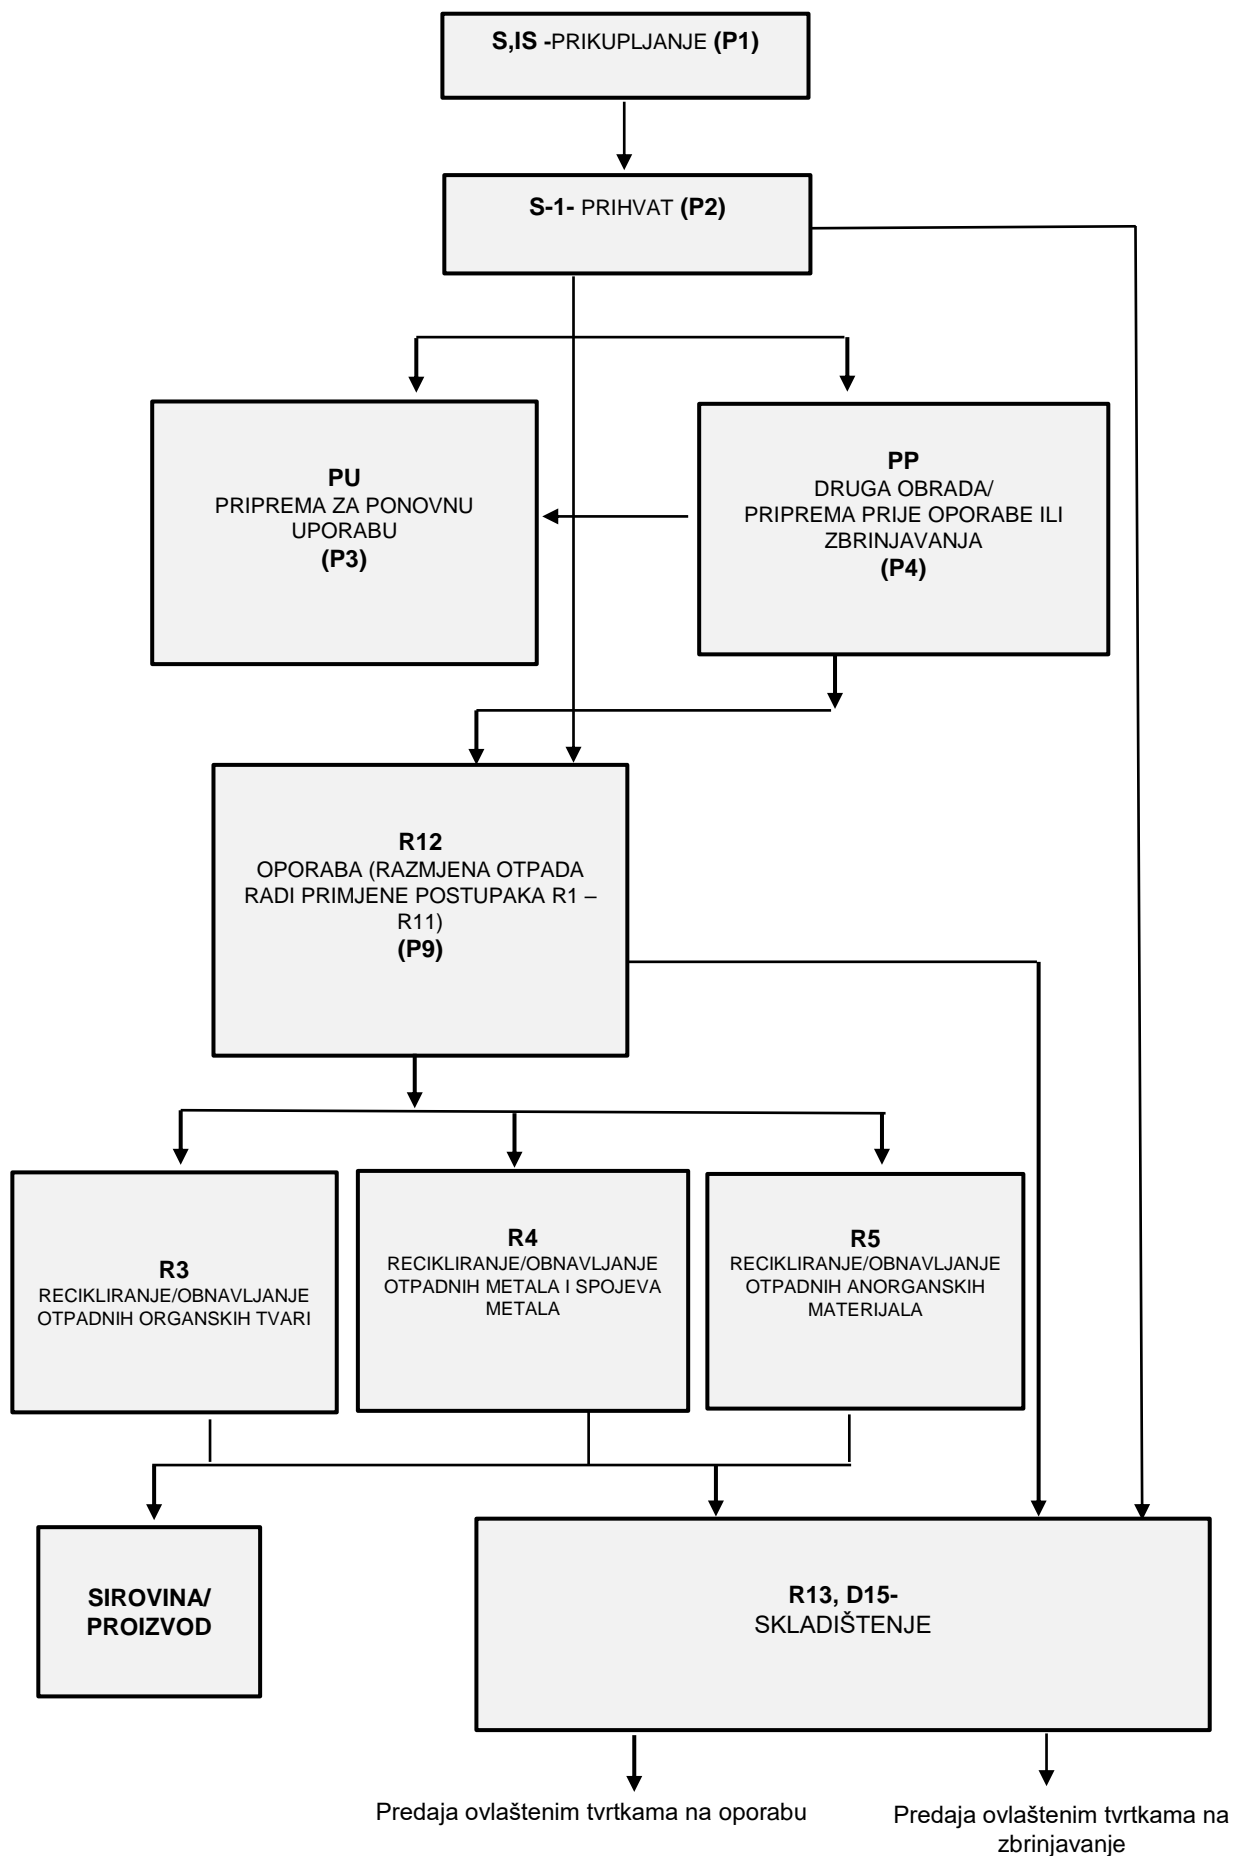 S,IS -PRIKUPLJANJE (P1)
S-1- PRIHVAT (P2)
PU
PRIPREMA ZA PONOVNU
UPORABU
(P3)
PP
DRUGA OBRADA/
PRIPREMA PRIJE OPORABE ILI
ZBRINJAVANJA
(P4)
R12
OPORABA (RAZMJENA OTPADA
RADI PRIMJENE POSTUPAKA R1 –
R11)
(P9)
R3
RECIKLIRANJE/OBNAVLJANJE
OTPADNIH ORGANSKIH TVARI
R4
RECIKLIRANJE/OBNAVLJANJE
OTPADNIH METALA I SPOJEVA
METALA
R5
RECIKLIRANJE/OBNAVLJANJE
OTPADNIH ANORGANSKIH
MATERIJALA
SIROVINA/
PROIZVOD
R13, D15-
SKLADIŠTENJE
Predaja ovlaštenim tvrtkama na oporabu
Predaja ovlaštenim tvrtkama na
zbrinjavanje